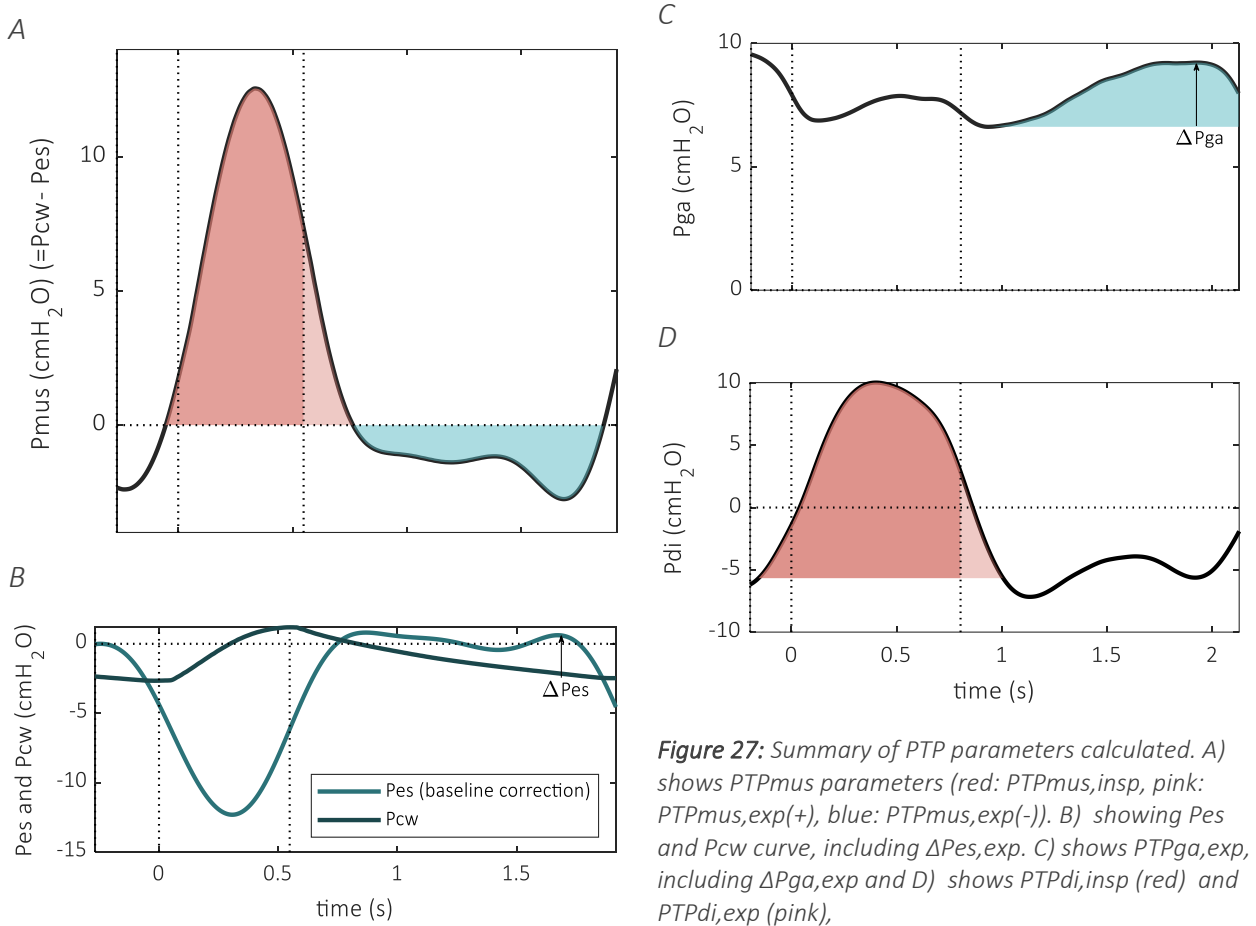 A
10
5
0
Pmus (cmH2O) (=Pcw - Pes)
B
0
-5
-10
-15
Pes and Pcw (cmH2O)
Δ Pes
Pes (baseline correction)
Pcw
0 0.5 1 1.5
time (s)
C
10
5
0
Pga (cmH2O)
Δ Pga
D
10
5
0
-5
-10
Pdi (cmH2O)
0 0.5 1 1.5 2
time (s)
Figure 27: Summary of PTP parameters calculated. A)
shows PTPmus parameters (red: PTPmus,insp, pink:
PTPmus,exp(+), blue: PTPmus,exp(-)). B) showing Pes
and Pcw curve, including ΔPes,exp. C) shows PTPga,exp,
including ΔPga,exp and D) shows PTPdi,insp (red) and
PTPdi,exp (pink),